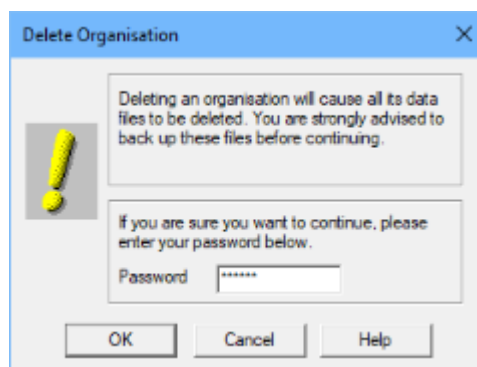 Delete Organisation
Deleting an organisation will cause all its data
files to be deleted. You are strongly advised to
back up these files before continuing.
If you are sure you want to continue, please
enter your password below.
Password ******
OK Cancel Help